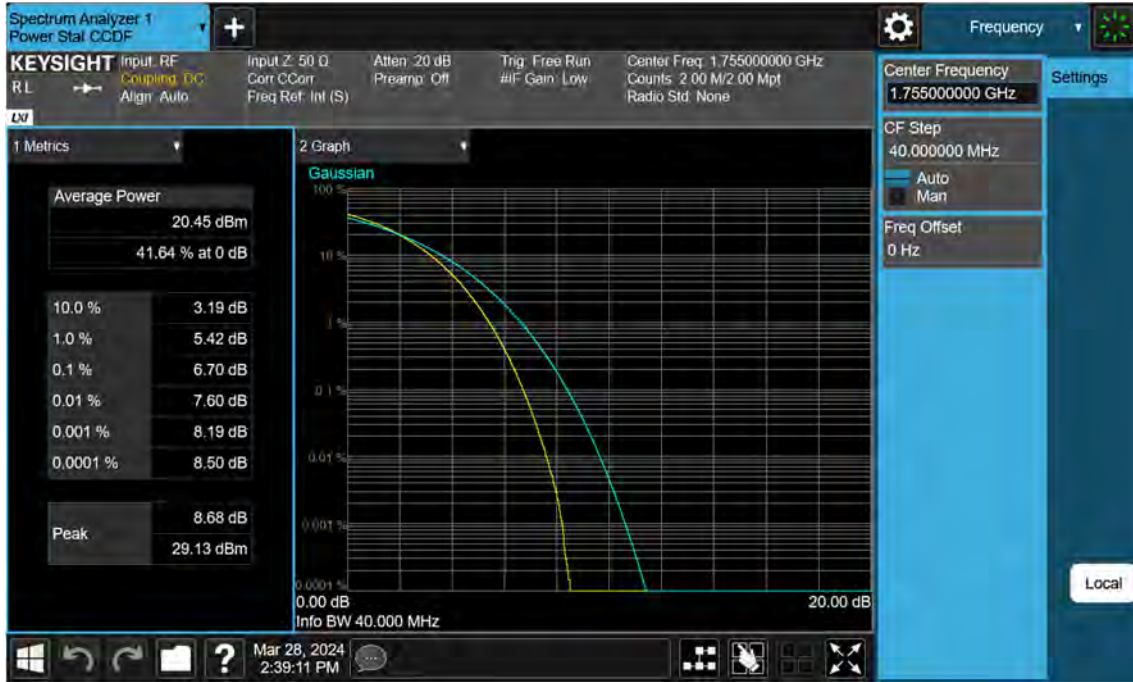 Spectrum Analyzer 1
Power Stat CCDF
Frequency
KEYSIGHT
RL
LXI
Input: RF
Coupling: DC
Align: Auto
Input Z: 50 Ω
Corr CCorr
Freq Ref: Int (S)
Atten: 20 dB
Preamp: Off
Trig: Free Run
#IF Gain: Low
Center Freq: 1.755000000 GHz
Counts: 2.00 M/2.00 Mpt
Radio Std: None
Center Frequency
1.755000000 GHz
Settings
CF Step
40.000000 MHz
Auto
Man
Freq Offset
0 Hz
1 Metrics
Average Power
20.45 dBm
41.64 % at 0 dB
10.0 % 3.19 dB
1.0 % 5.42 dB
0.1 % 6.70 dB
0.01 % 7.60 dB
0.001 % 8.19 dB
0.0001 % 8.50 dB
Peak
8.68 dB
29.13 dBm
2 Graph
Gaussian
100 %
10 %
1 %
0.1 %
0.01 %
0.001 %
0.0001 %
0.00 dB 20.00 dB
Info BW 40.000 MHz
Local
Mar 28, 2024
2:39:11 PM